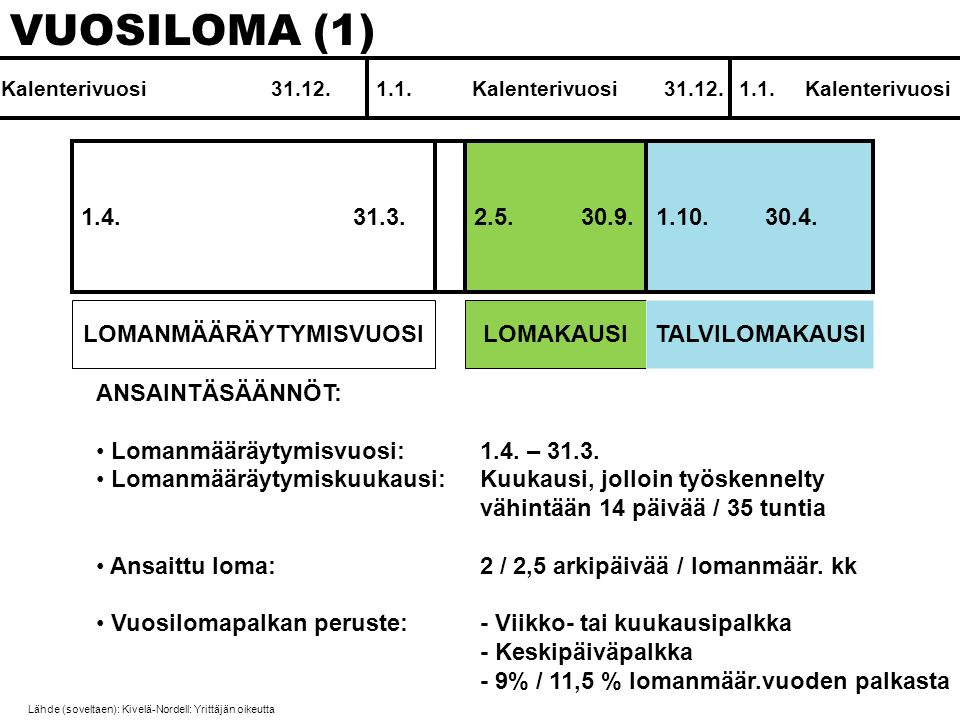 VUOSILOMA (1)
Kalenterivuosi 31.12. 1.1. Kalenterivuosi 31.12. 1.1. Kalenterivuosi
1.4. 31.3. 2.5. 30.9. 1.10. 30.4.
LOMANMÄÄRÄYTYMISVUOSI LOMAKAUSI TALVILOMAKAUSI
ANSAINTÄSÄÄNNÖT:
• Lomanmääräytymisvuosi: 1.4. – 31.3.
• Lomanmääräytymiskuukausi: Kuukausi, jolloin työskennelty
vähintään 14 päivää / 35 tuntia
• Ansaittu loma: 2 / 2,5 arkipäivää / lomanmäär. kk
• Vuosilomapalkan peruste: - Viikko- tai kuukausipalkka
- Keskipäiväpalkka
- 9% / 11,5 % lomanmäär.vuoden palkasta
Lähde (soveltaen): Kivelä-Nordell: Yrittäjän oikeutta